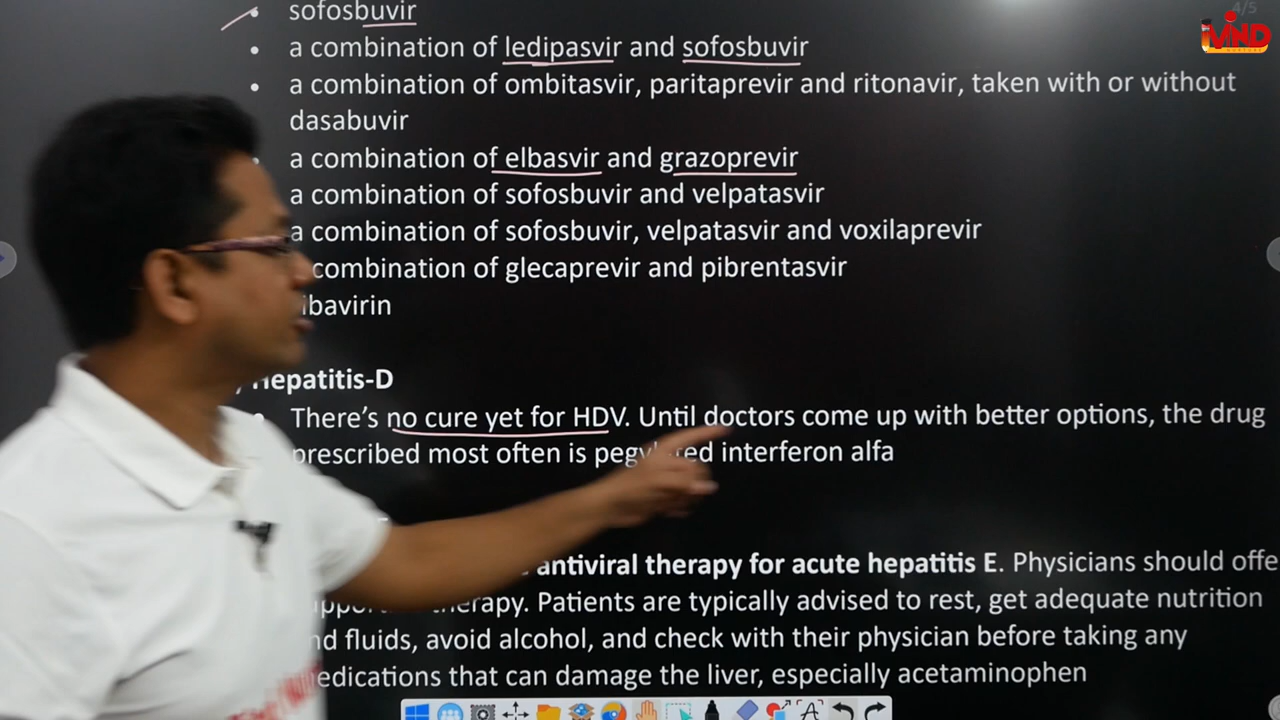 4/5
iMIND
sofosbuvir
a combination of ledipasvir and sofosbuvir
a combination of ombitasvir, paritaprevir and ritonavir, taken with or without
dasabuvir
a combination of elbasvir and grazoprevir
a combination of sofosbuvir and velpatasvir
a combination of sofosbuvir, velpatasvir and voxilaprevir
combination of glecaprevir and pibrentasvir
ibavirin
Hepatitis-D
There's no cure yet for HDV. Until doctors come up with better options, the drug
prescribed most often is interferon alfa
antiviral therapy for acute hepatitis E. Physicians should offe
therapy. Patients are typically advised to rest, get adequate nutrition
nd fluids, avoid alcohol, and check with their physician before taking any
edications that can damage the liver, especially acetaminophen